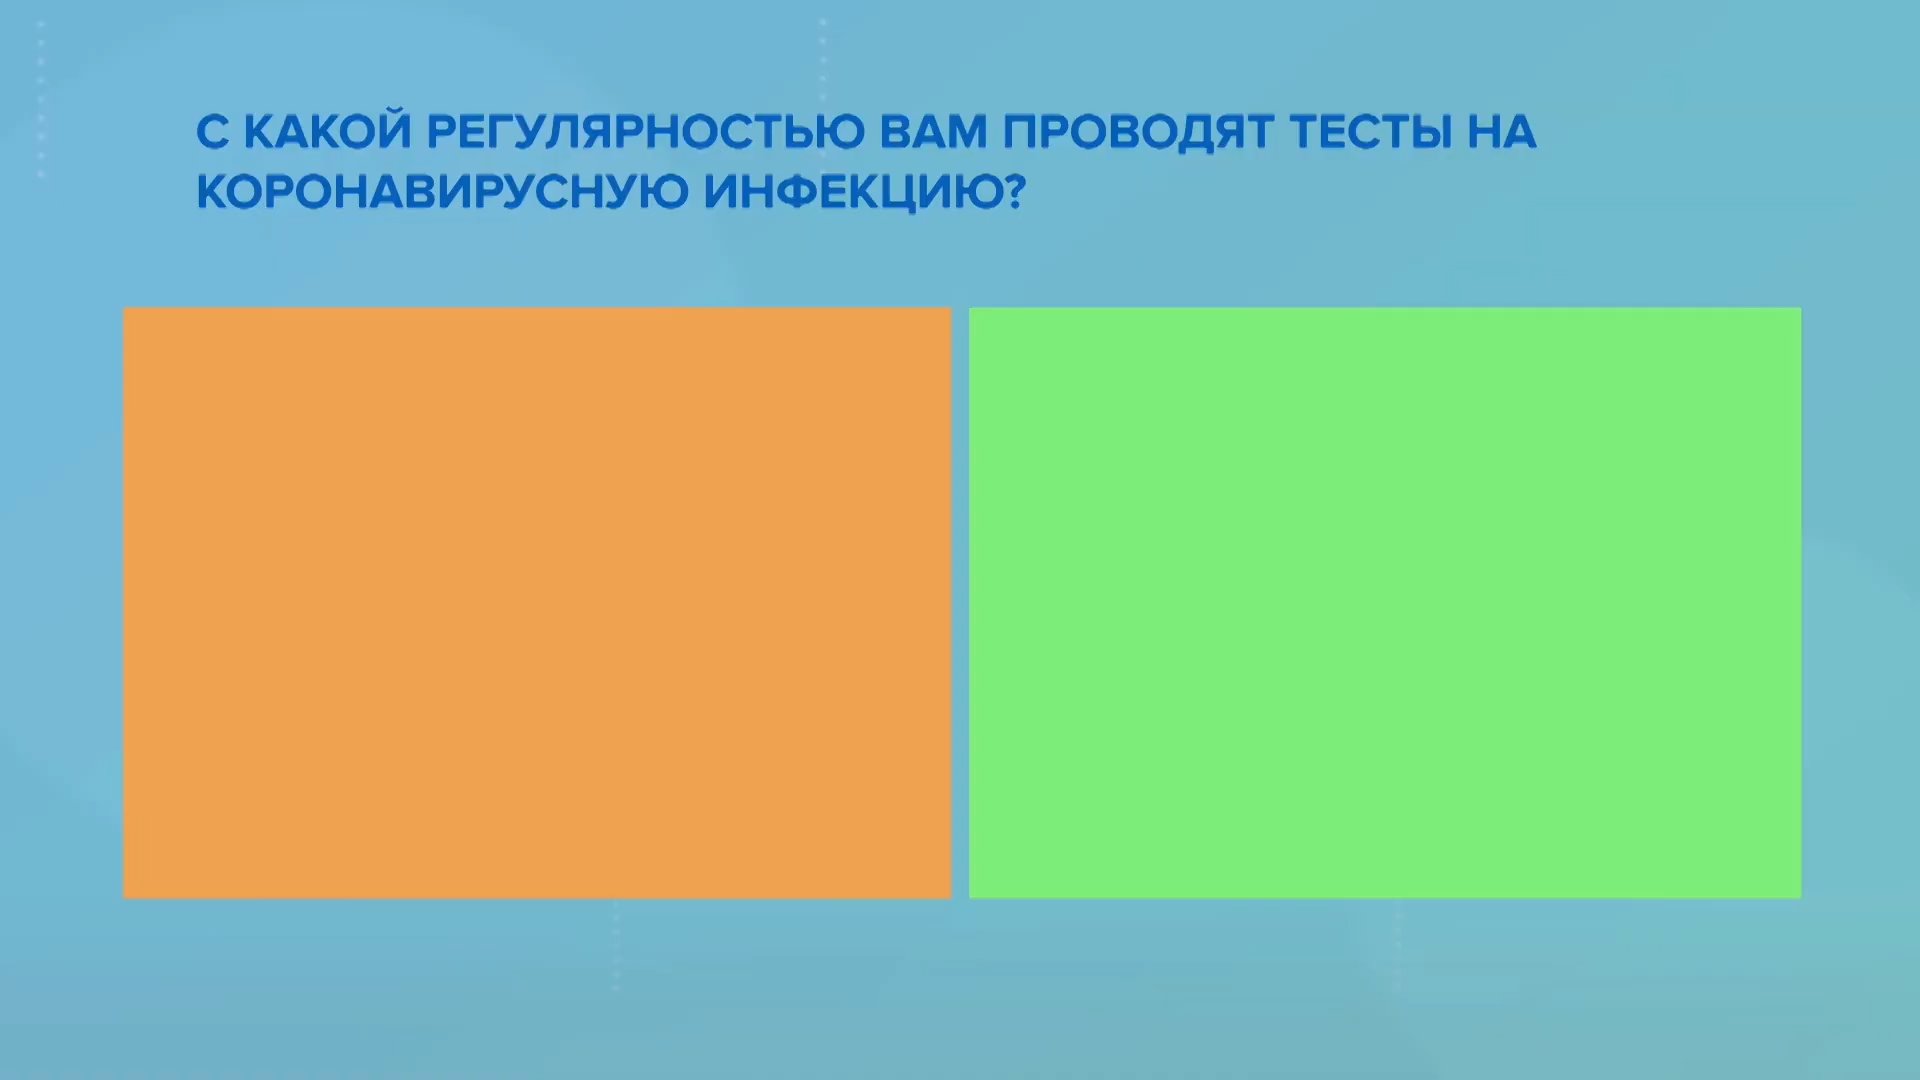 С КАКОЙ РЕГУЛЯРНОСТЬЮ ВАМ ПРОВОДЯТ ТЕСТЫ НА
КОРОНАВИРУСНУЮ ИНФЕКЦИЮ?